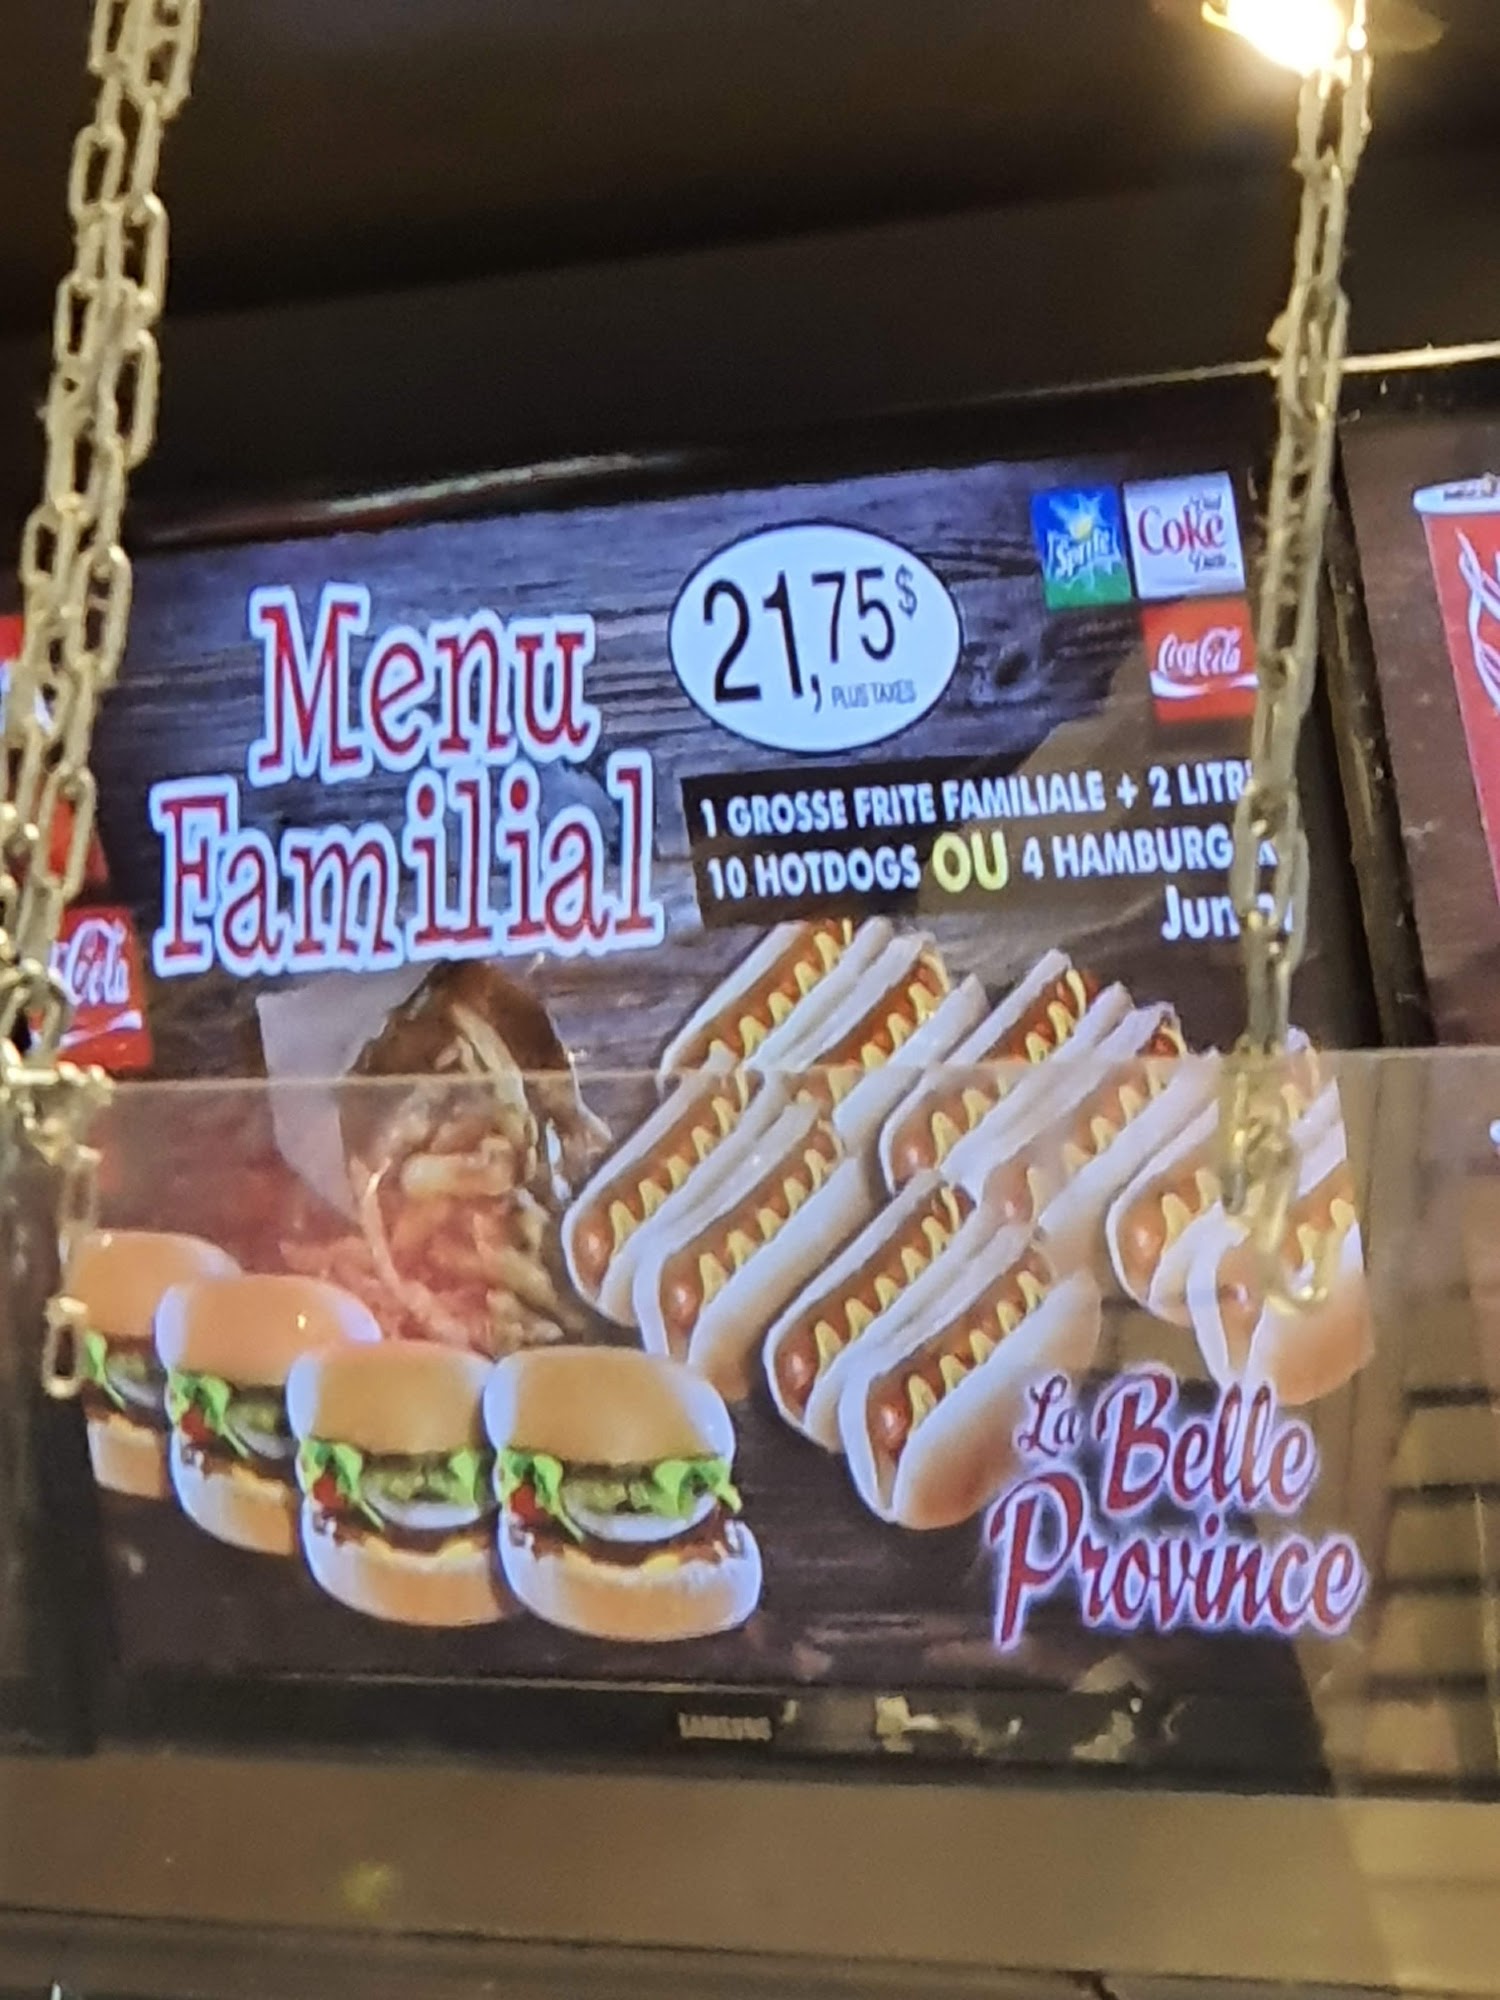 Menu
Familial
21,75$
PLUS TAXES
Sprite
Diet
Coke
Coca-Cola
1 GROSSE FRITE FAMILIALE + 2 LITR
10 HOTDOGS OU 4 HAMBURG
La Belle
Province
SAMSUNG